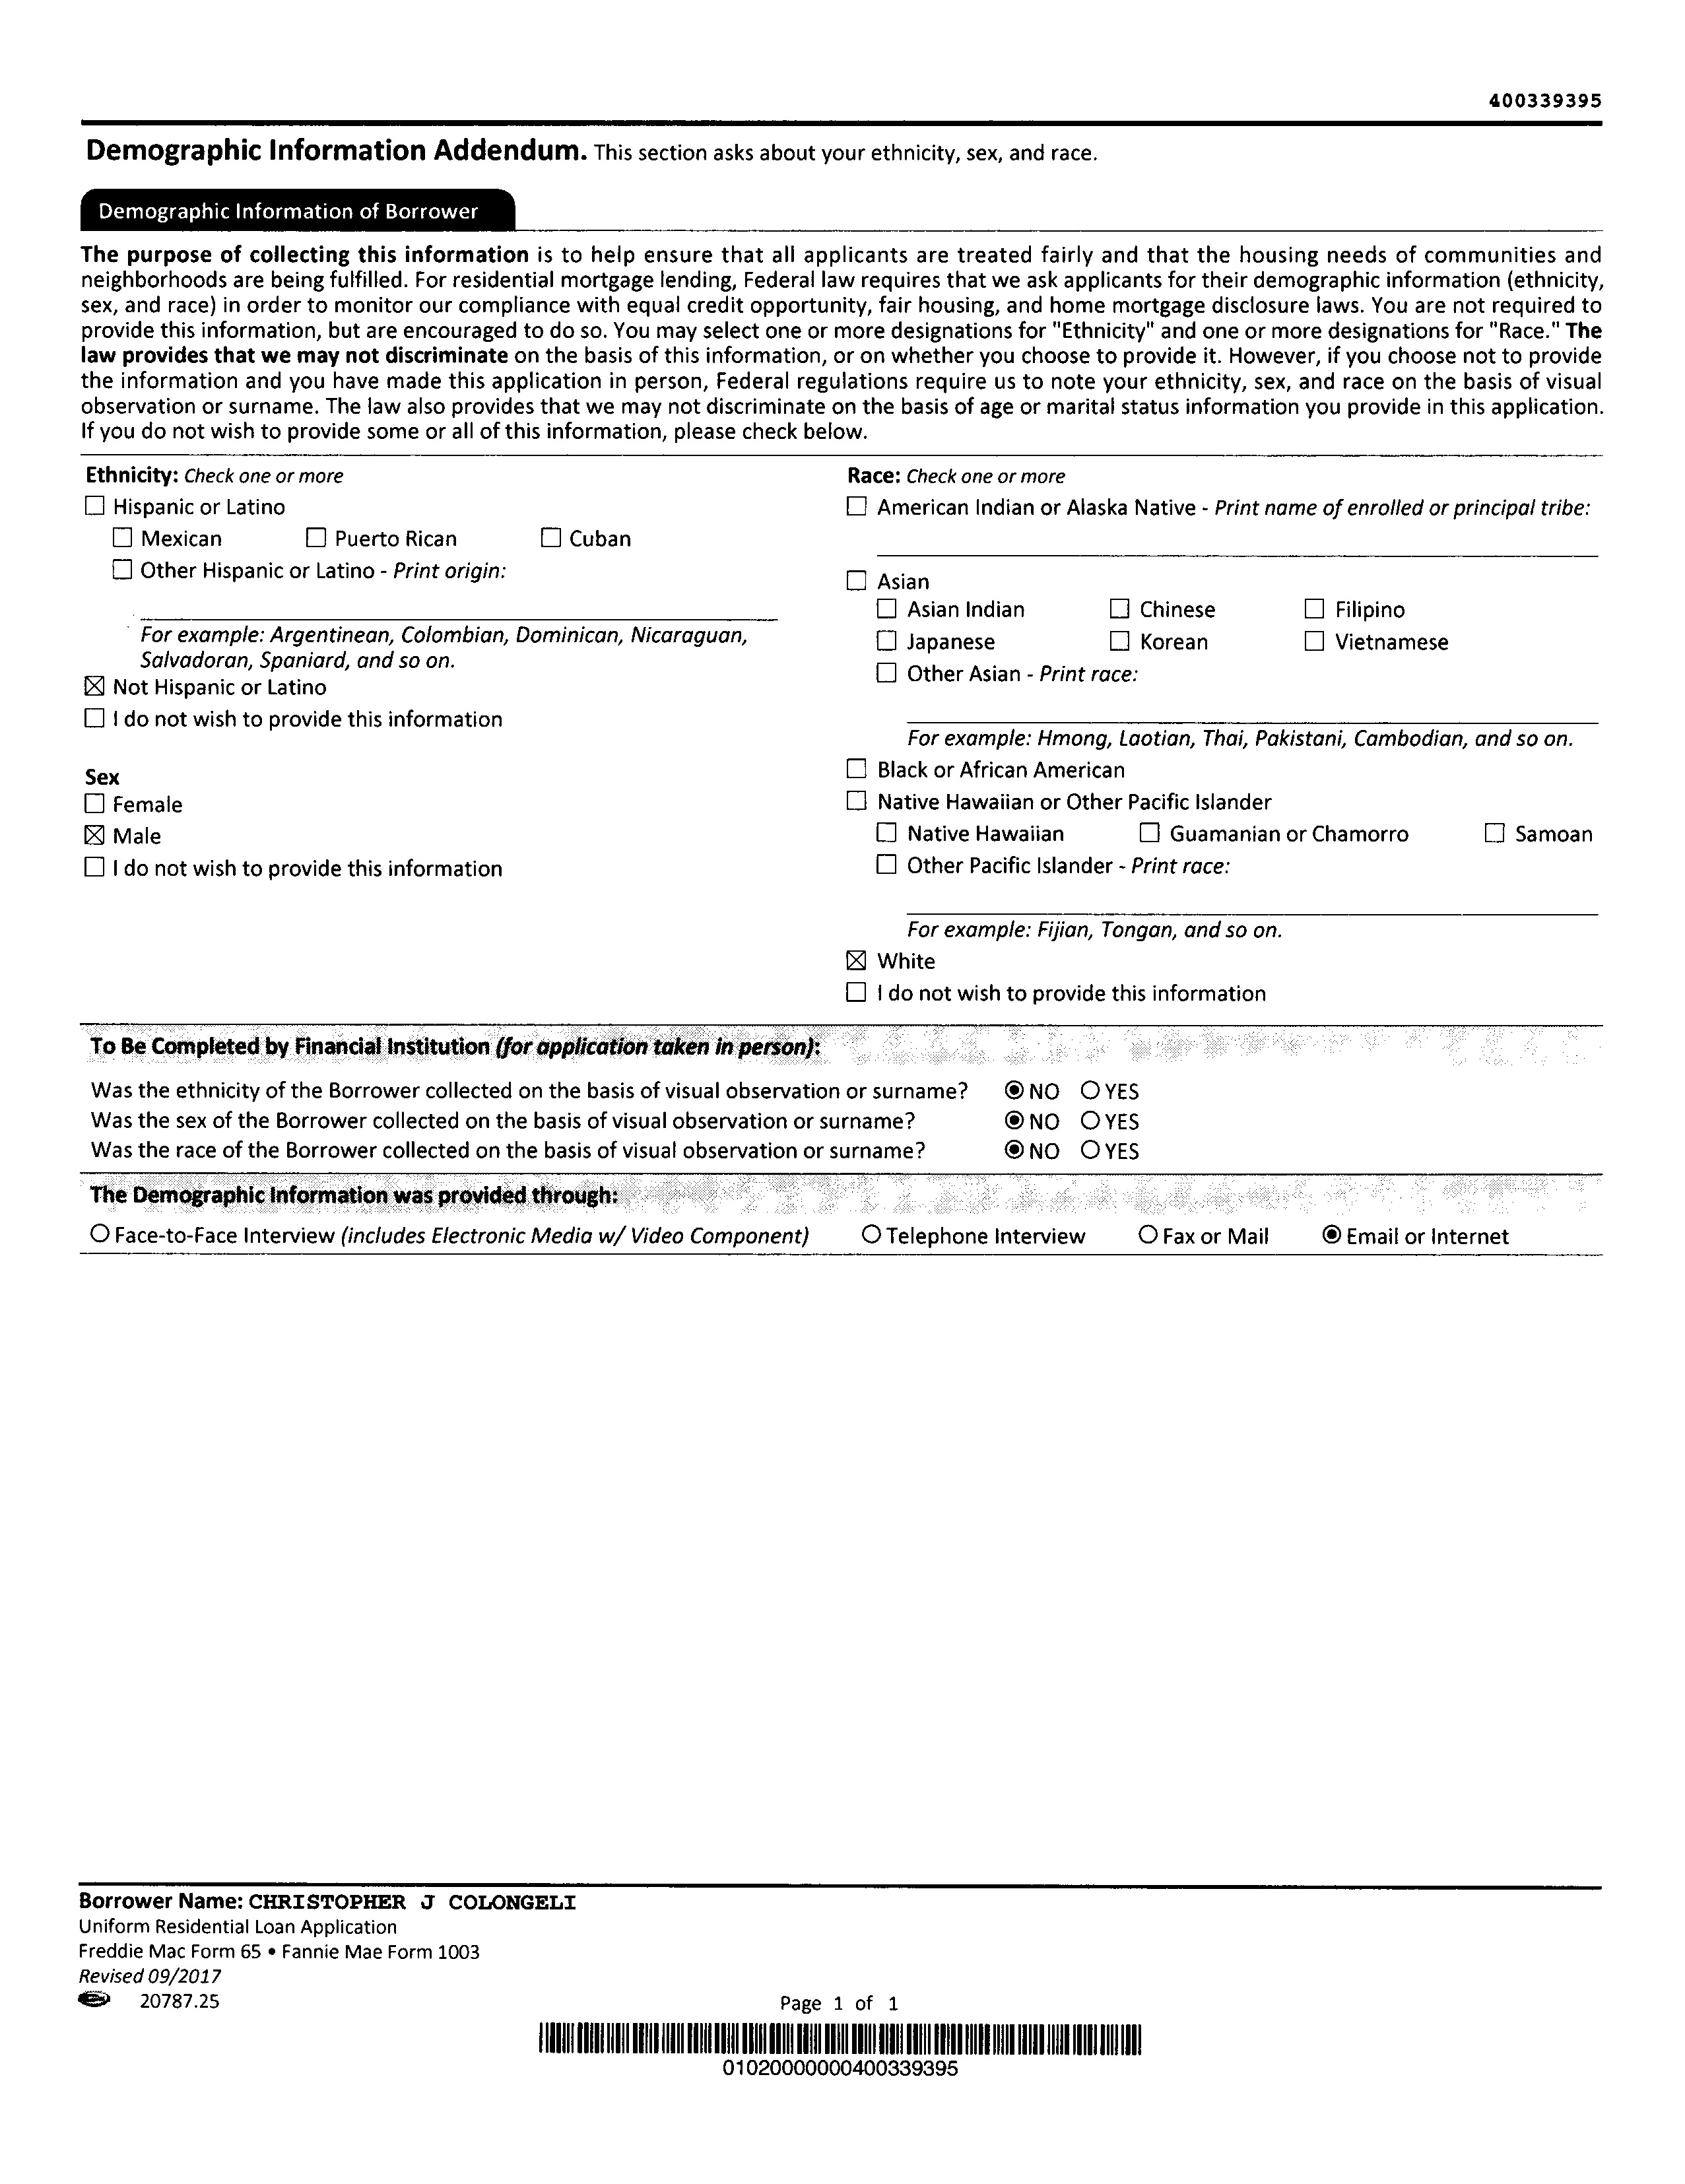 400339395
Demographic Information Addendum. This section asks about your ethnicity, sex, and race.
Demographic Information of Borrower
The purpose of collecting this information is to help ensure that all applicants are treated fairly and that the housing needs of communities and
neighborhoods are being fulfilled. For residential mortgage lending, Federal law requires that we ask applicants for their demographic information (ethnicity,
sex, and race) in order to monitor our compliance with equal credit opportunity, fair housing, and home mortgage disclosure laws. You are not required to
provide this information, but are encouraged to do so. You may select one or more designations for "Ethnicity" and one or more designations for "Race." The
law provides that we may not discriminate on the basis of this information, or on whether you choose to provide it. However, if you choose not to provide
the information and you have made this application in person, Federal regulations require us to note your ethnicity, sex, and race on the basis of visual
observation or surname. The law also provides that we may not discriminate on the basis of age or marital status information you provide in this application.
If you do not wish to provide some or all of this information, please check below.
Ethnicity: Check one or more
☐ Hispanic or Latino
☐ Mexican ☐ Puerto Rican ☐ Cuban
☐ Other Hispanic or Latino - Print origin:
For example: Argentinean, Colombian, Dominican, Nicaraguan,
Salvadoran, Spaniard, and so on.
☒ Not Hispanic or Latino
☐ I do not wish to provide this information
Sex
☐ Female
☒ Male
☐ I do not wish to provide this information
Race: Check one or more
☐ American Indian or Alaska Native - Print name of enrolled or principal tribe:
☐ Asian
☐ Asian Indian ☐ Chinese ☐ Filipino
☐ Japanese ☐ Korean ☐ Vietnamese
☐ Other Asian - Print race:
For example: Hmong, Laotian, Thai, Pakistani, Cambodian, and so on.
☐ Black or African American
☐ Native Hawaiian or Other Pacific Islander
☐ Native Hawaiian ☐ Guamanian or Chamorro ☐ Samoan
☐ Other Pacific Islander - Print race:
For example: Fijian, Tongan, and so on.
☒ White
☐ I do not wish to provide this information
To Be Completed by Financial Institution (for application taken in person):
Was the ethnicity of the Borrower collected on the basis of visual observation or surname? ◉ NO ○ YES
Was the sex of the Borrower collected on the basis of visual observation or surname? ◉ NO ○ YES
Was the race of the Borrower collected on the basis of visual observation or surname? ◉ NO ○ YES
The Demographic Information was provided through:
○ Face-to-Face Interview (includes Electronic Media w/ Video Component) ○ Telephone Interview ○ Fax or Mail ◉ Email or Internet
Borrower Name: CHRISTOPHER J COLONGELI
Uniform Residential Loan Application
Freddie Mac Form 65 • Fannie Mae Form 1003
Revised 09/2017
20787.25
Page 1 of 1
01020000000400339395